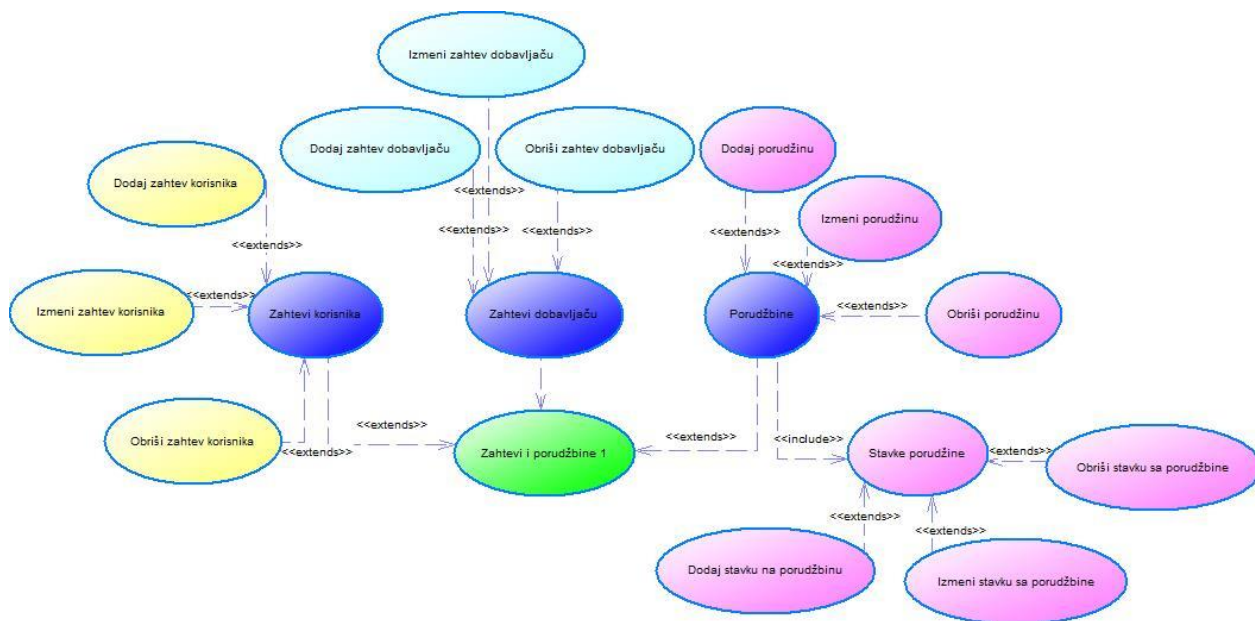 Izmeni zahtev dobavljaču
Dodaj zahtev dobavljaču
Obriši zahtev dobavljaču
Dodaj porudžinu
Dodaj zahtev korisnika
<<extends>>
<<extends>>
<<extends>>
<<extends>>
Izmeni porudžinu
<<extends>>
<<extends>>
<<extends>>
<<extends>>
<<extends>>
Izmeni zahtev korisnika
Zahtevi korisnika
Zahtevi dobavljaču
Porudžbine
Obriši porudžinu
Obriši zahtev korisnika
<<extends>>
<<extends>>
<<extends>>
<<include>>
Zahtevi i porudžbine 1
Stavke porudžine
<extends>>
Obriši stavku sa porudžbine
<<extends>>
<<extends>>
Dodaj stavku na porudžbinu
Izmeni stavku sa porudžbine